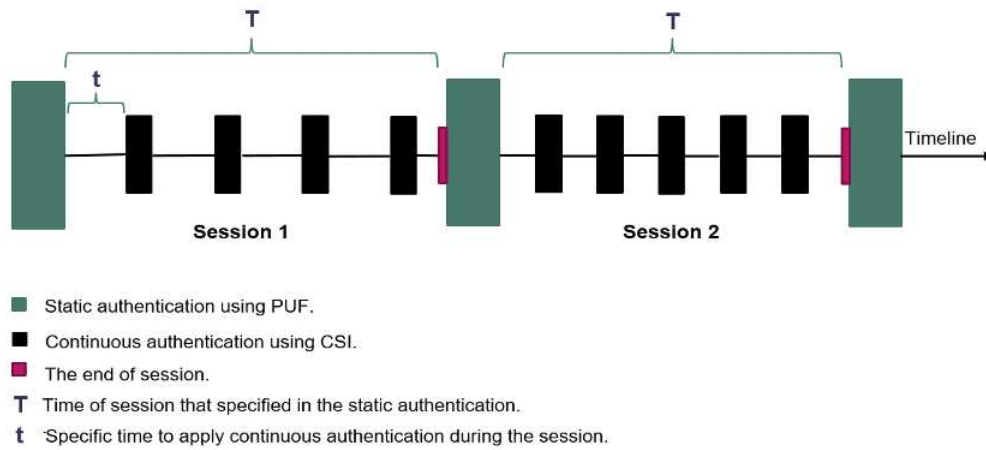 T
T
t
Timeline
Session 1
Session 2
Static authentication using PUF.
Continuous authentication using CSI.
The end of session.
T Time of session that specified in the static authentication.
t Specific time to apply continuous authentication during the session.